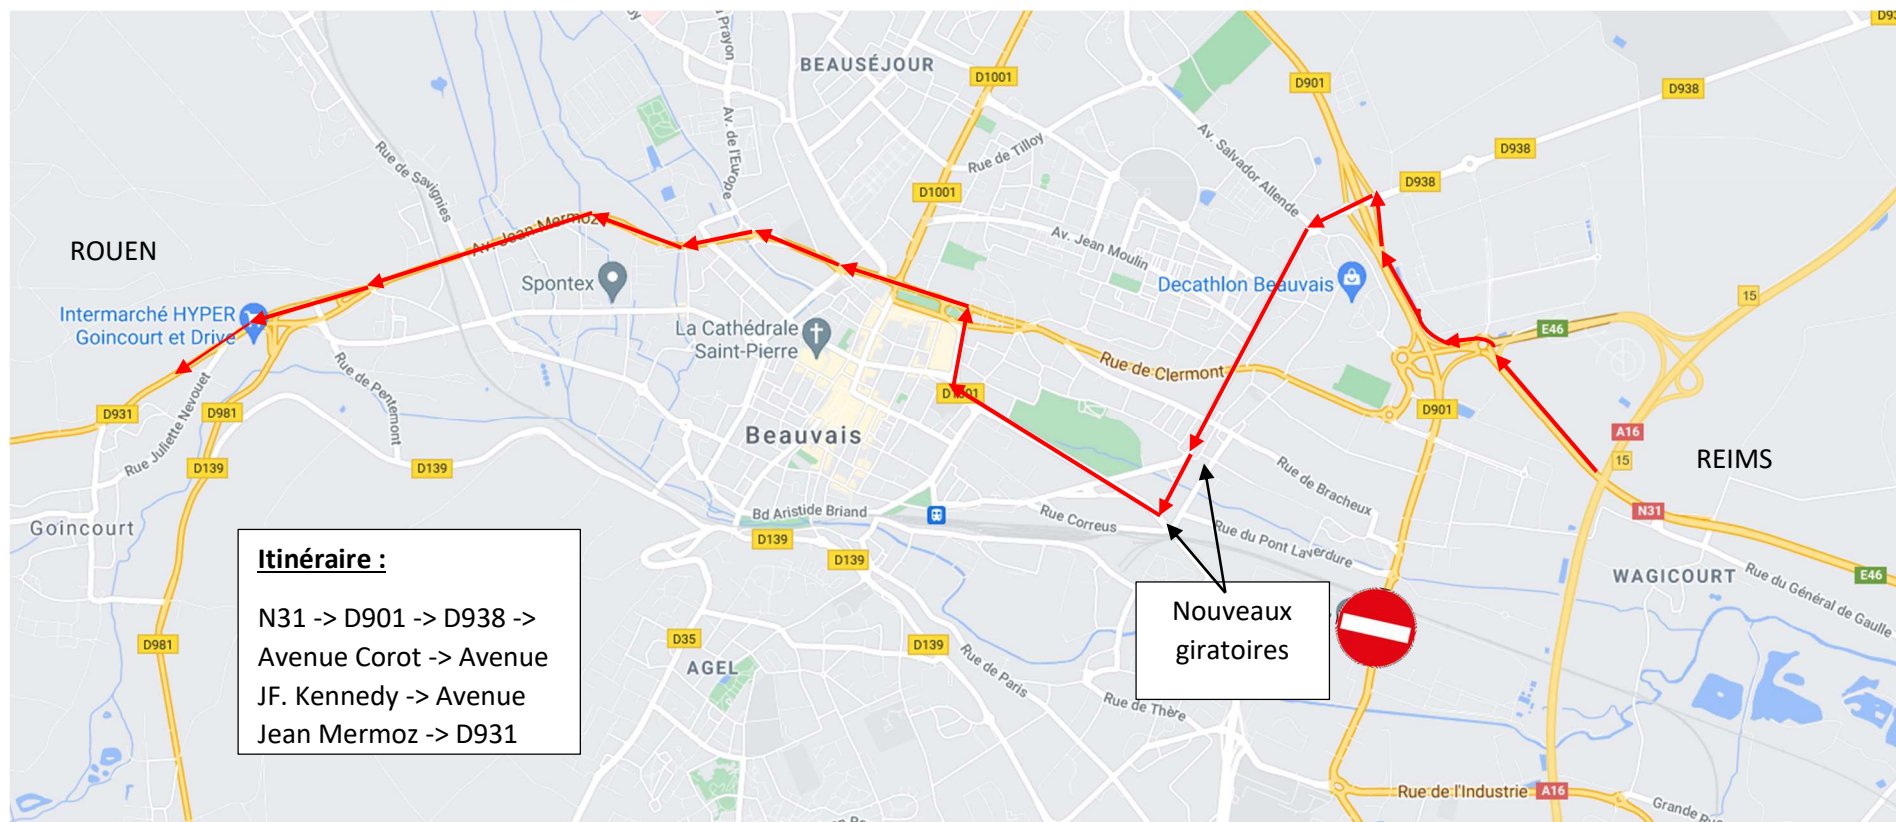 D1001
BEAUSÉJOUR
D901
D938
D938
D938
D1001
Rue de Tilloy
Av. Salvador Allende
Av. de l'Europe
Rue de Savignies
Av. Jean Mermoz
Av. Jean Moulin
ROUEN
Spontex
Decathlon Beauvais
15
Intermarché HYPER
Goincourt et Drive
La Cathédrale
Saint-Pierre
E46
Rue de Clermont
Rue de Pentemont
D931
D981
Rue Juliette Nevouet
D901
Beauvais
A16
15
REIMS
D139
D139
Rue de Bracheux
Goincourt
Bd Aristide Briand
Rue Correus
Rue du Pont Laverdure
N31
D139
D139
WAGICOURT
E46
Rue du Général de Gaulle
Itinéraire :
N31 -> D901 -> D938 ->
Avenue Corot -> Avenue
JF. Kennedy -> Avenue
Jean Mermoz -> D931
Nouveaux
giratoires
D981
D35
AGEL
D139
Rue de Paris
Rue de Thère
Rue de l'Industrie
A16